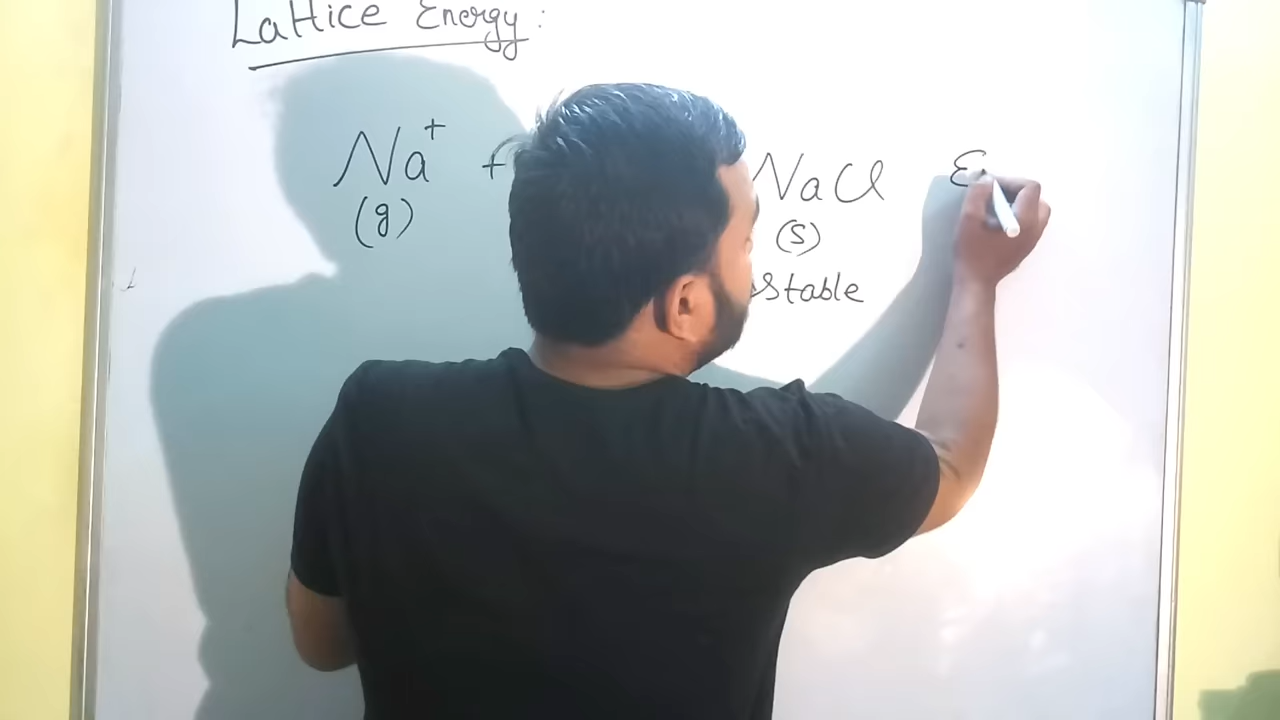 Lattice Energy :
Na+ + NaCl
(g) (s)
stable